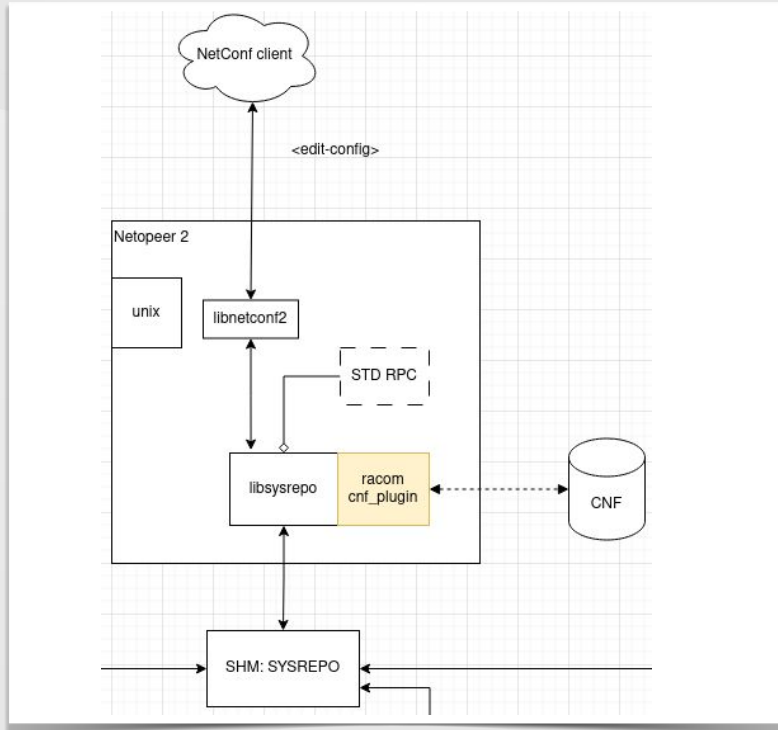 NetConf client
<edit-config>
Netopeer 2
unix
libnetconf2
STD RPC
libsysrepo
racom
cnf_plugin
CNF
SHM: SYSREPO